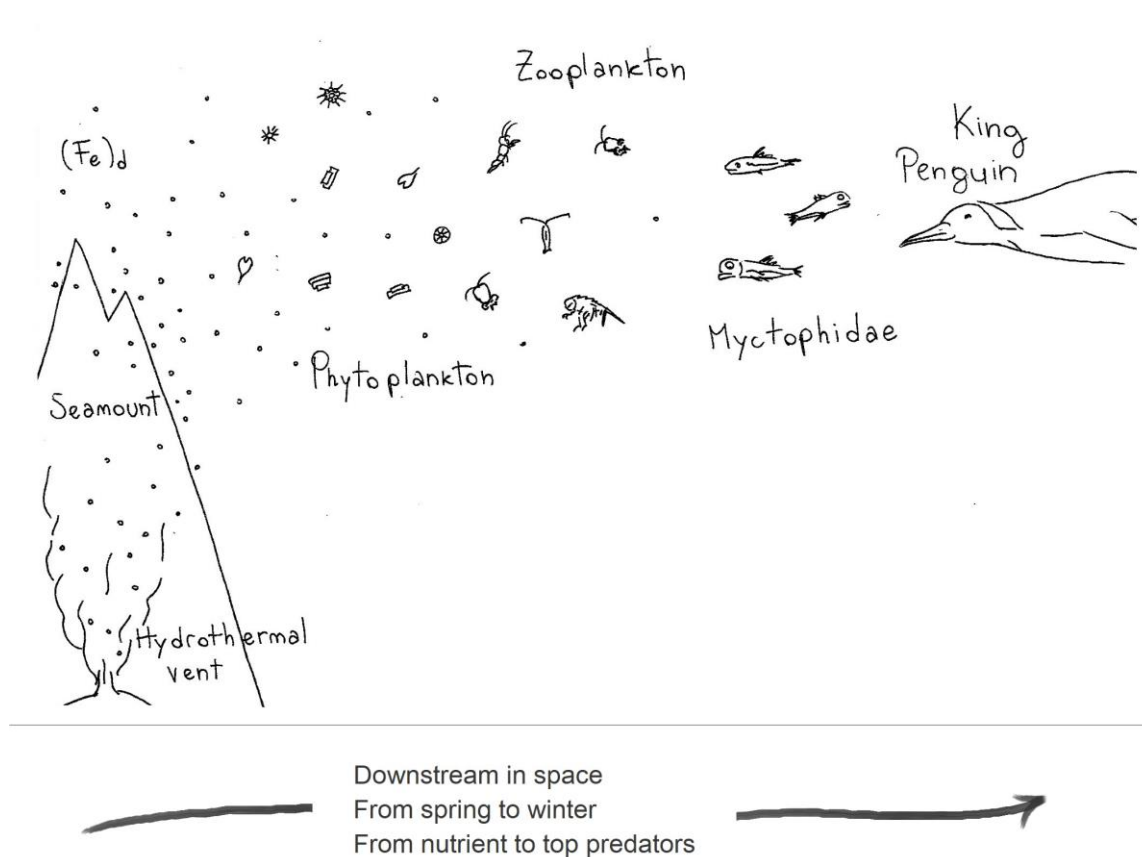 Zooplankton
King
Penguin
(Fe)d
Myctophidae
Phytoplankton
Seamount
Hydrothermal
vent
Downstream in space
From spring to winter
From nutrient to top predators